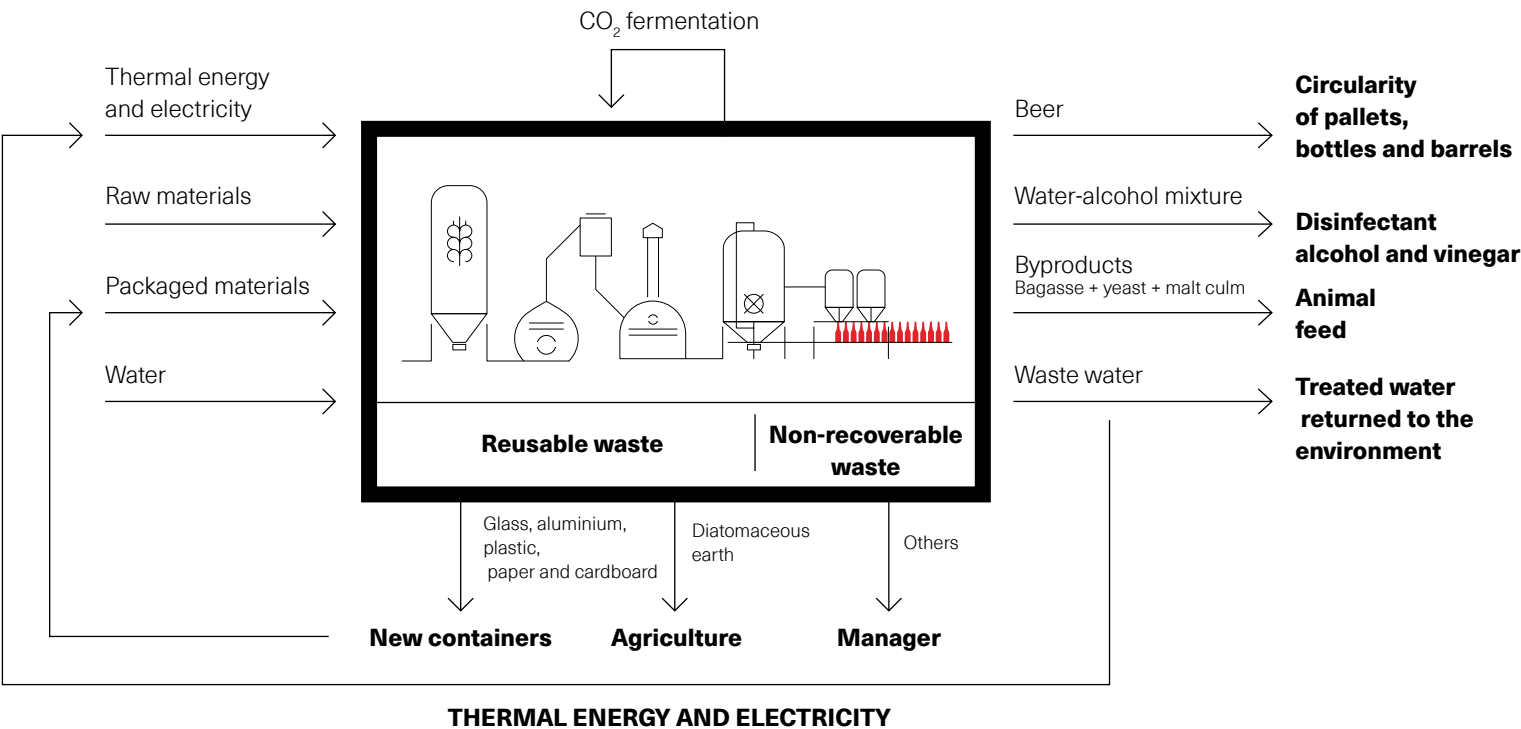 CO₂ fermentation
Thermal energy
and electricity
Raw materials
Packaged materials
Water
Beer
Water-alcohol mixture
Byproducts
Bagasse + yeast + malt culm
Waste water
Circularity
of pallets,
bottles and barrels
Disinfectant
alcohol and vinegar
Animal
feed
Treated water
returned to the
environment
Reusable waste
Non-recoverable
waste
Glass, aluminium,
plastic,
paper and cardboard
Diatomaceous
earth
Others
New containers
Agriculture
Manager
THERMAL ENERGY AND ELECTRICITY